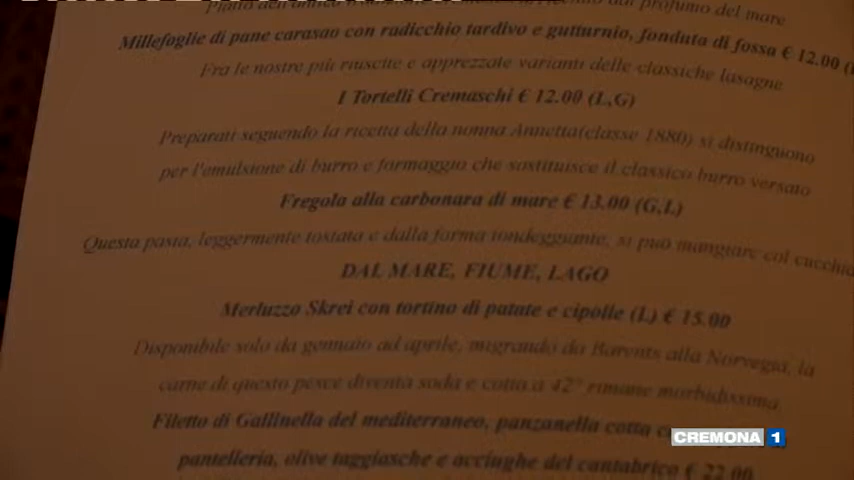 profumo del mare
Millefoglie di pane carasao con radicchio tardivo e gutturnio, fonduta di fossa € 12.00
Fra le nostre più riuscite e apprezzate varianti delle classiche lasagne
I Tortelli Cremaschi € 12.00 (L,G)
Preparati seguendo la ricetta della nonna Annetta(classe 1880) si distinguono
per l'emulsione di burro e formaggio che sostituisce il classico burro versato
Fregola alla carbonara di mare € 13.00 (G,L)
Questa pasta, leggermente tostata e dalla forma tondeggiante, si può mangiare col cucchi
DAL MARE, FIUME, LAGO
Merluzzo Skrei con tortino di patate e cipolle (L) € 15.00
Disponibile solo da gennaio ad aprile, migrando da Barents alla Norvegia, la
carne di questo pesce diventa soda e cotta a 42° rimane morbidissima
Filetto di Gallinella del mediterraneo, panzanella cotta
pantelleria, olive taggiasche e acciughe del cantabrico € 22.00
CREMONA 1